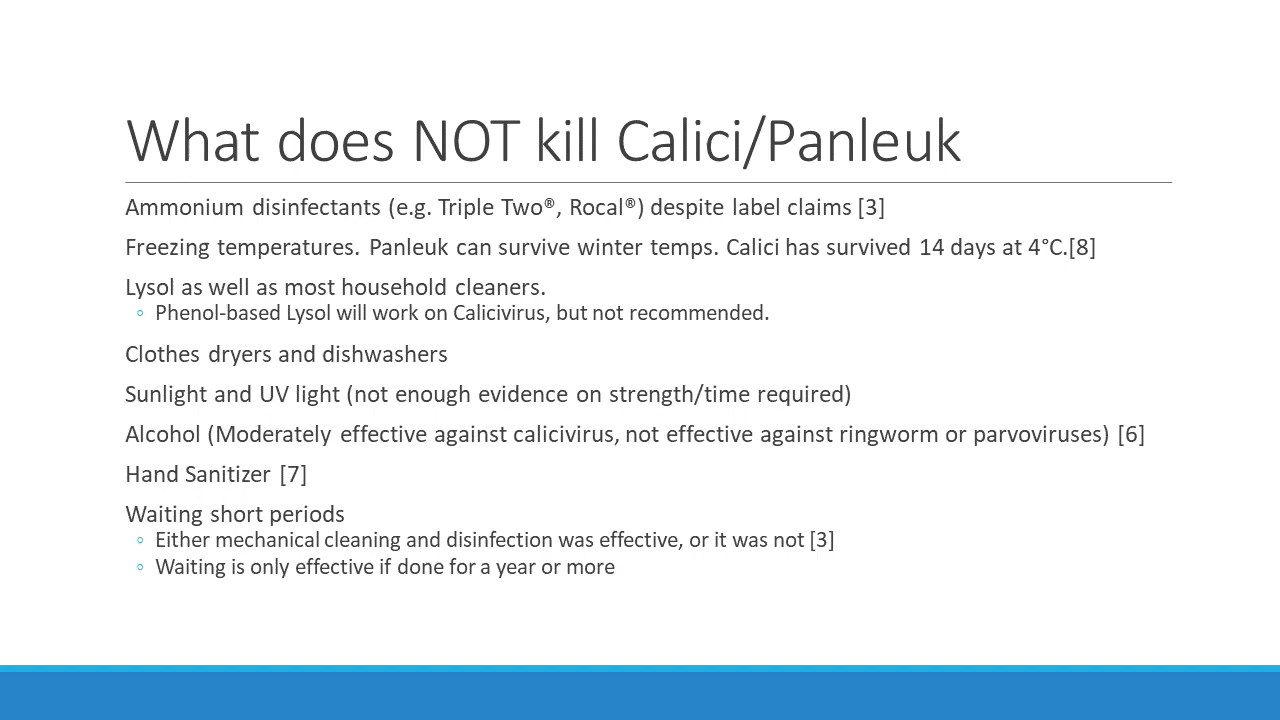 What does NOT kill Calici/Panleuk
Ammonium disinfectants (e.g. Triple Two®, Rocal®) despite label claims [3]
Freezing temperatures. Panleuk can survive winter temps. Calici has survived 14 days at 4°C.[8]
Lysol as well as most household cleaners.
◦ Phenol-based Lysol will work on Calicivirus, but not recommended.
Clothes dryers and dishwashers
Sunlight and UV light (not enough evidence on strength/time required)
Alcohol (Moderately effective against calicivirus, not effective against ringworm or parvoviruses) [6]
Hand Sanitizer [7]
Waiting short periods
◦ Either mechanical cleaning and disinfection was effective, or it was not [3]
◦ Waiting is only effective if done for a year or more